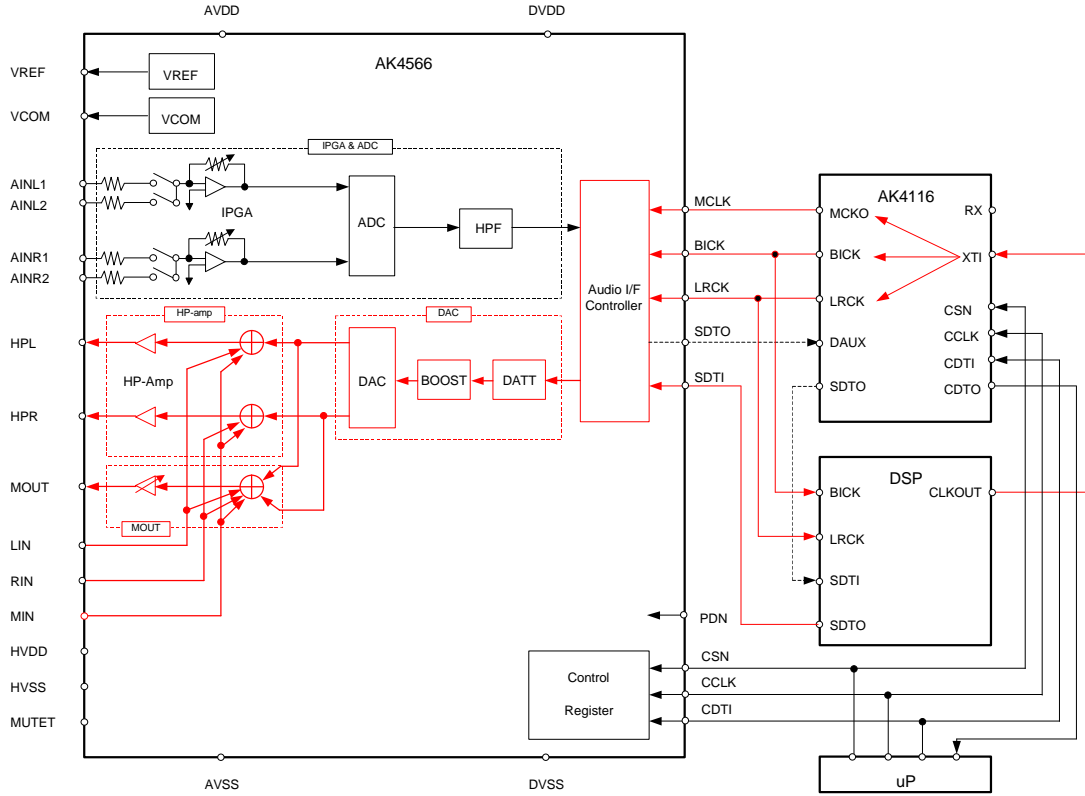 AVDD
DVDD
AK4566
VREF
VREF
VCOM
VCOM
IPGA & ADC
AINL1
AINL2
IPGA
AINR1
AINR2
ADC
HPF
Audio I/F
Controller
MCLK
BICK
LRCK
SDTO
SDTI
AK4116
MCKO
RX
BICK
XTI
LRCK
CSN
CCLK
DAUX
CDTI
SDTO
CDTO
HP-amp
DAC
HPL
HP-Amp
DAC
BOOST
DATT
HPR
MOUT
MOUT
LIN
RIN
MIN
HVDD
HVSS
MUTET
DSP
BICK
CLKOUT
LRCK
SDTI
SDTO
PDN
CSN
CCLK
CDTI
Control
Register
AVSS
DVSS
uP